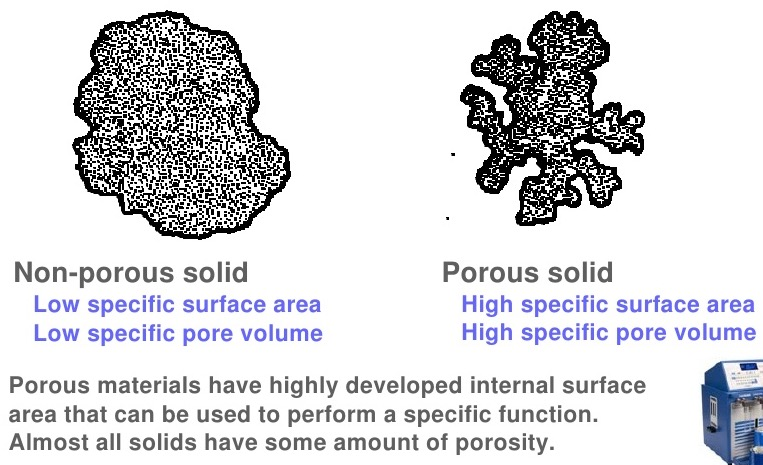 Non-porous solid
Low specific surface area
Low specific pore volume
Porous solid
High specific surface area
High specific pore volume
Porous materials have highly developed internal surface
area that can be used to perform a specific function.
Almost all solids have some amount of porosity.